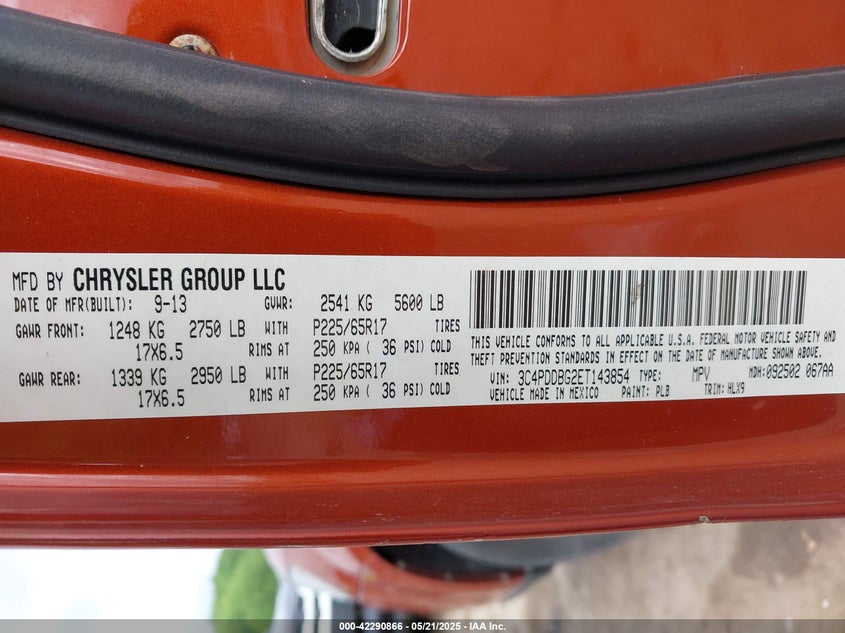 MFD BY CHRYSLER GROUP LLC
DATE OF MFR(BUILT): 9-13 GVWR: 2541 KG 5600 LB
GAWR FRONT: 1248 KG 2750 LB WITH P225/65R17 TIRES
17X6.5 RIMS AT 250 KPA ( 36 PSI) COLD
GAWR REAR: 1339 KG 2950 LB WITH P225/65R17 TIRES
17X6.5 RIMS AT 250 KPA ( 36 PSI) COLD
THIS VEHICLE CONFORMS TO ALL APPLICABLE U.S.A. FEDERAL MOTOR VEHICLE SAFETY AND
THEFT PREVENTION STANDARDS IN EFFECT ON THE DATE OF MANUFACTURE SHOWN ABOVE.
VIN: 3C4PDDBG2ET143854 TYPE: MPV MDH:092502 067AA
VEHICLE MADE IN MEXICO PAINT: PLB TRIM: HLX9
000-42290866 - 05/21/2025 - IAA Inc.